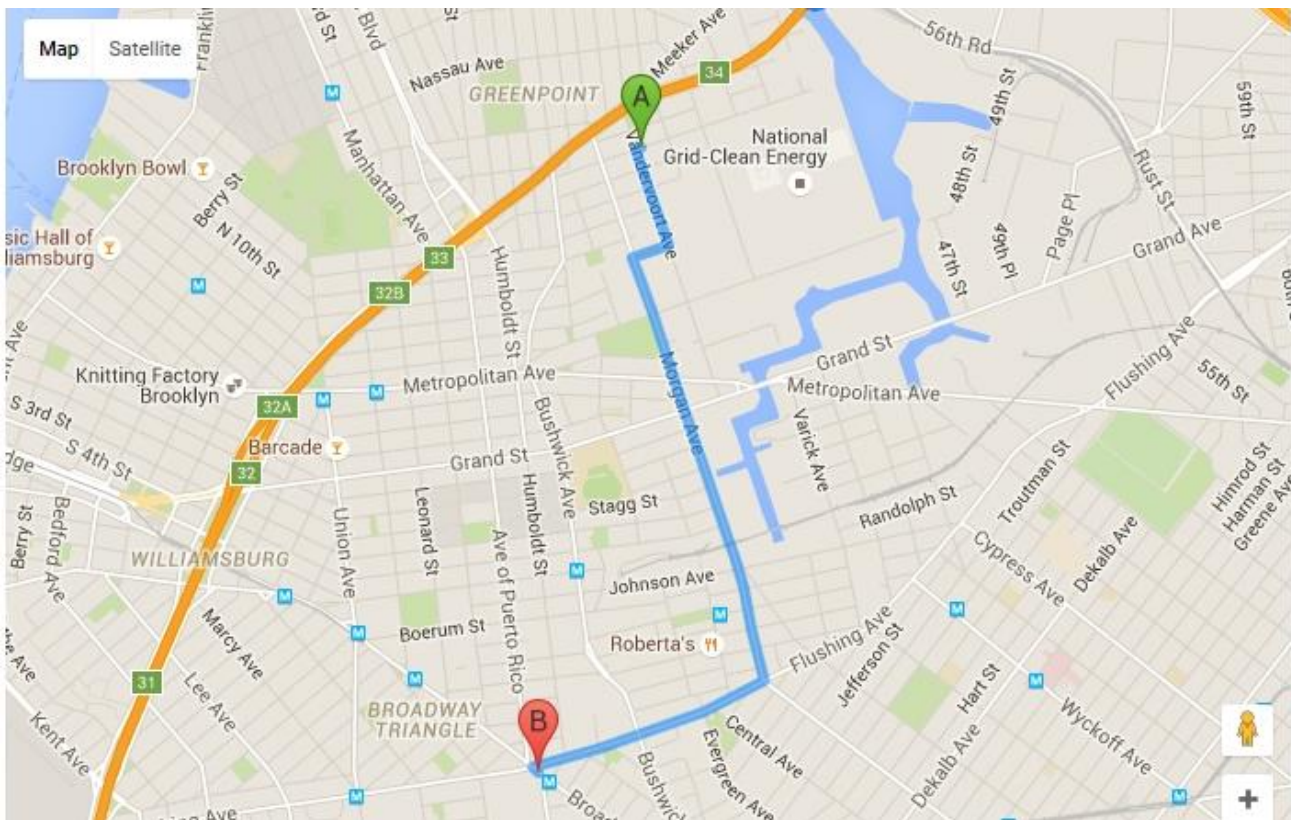 Map
Satellite
Nassau Ave
Meeker Ave
GREENPOINT
34
A
56th Rd
49th St
59th St
Vandervoort Ave
National
Grid-Clean Energy
Manhattan Ave
Brooklyn Bowl
Berry St
N 10th St
48th St
Rust St
Page Pl
Grand Ave
47th St
49th Pl
33
32B
Humboldt St
Knitting Factory
Brooklyn
Metropolitan Ave
Morgan Ave
Grand St
Metropolitan Ave
Flushing Ave
55th St
S 3rd St
S 4th St
32A
32
Barcade
Bushwick Ave
Grand St
Varick Ave
Leonard St
Humboldt St
Stagg St
Randolph St
Troutman St
Himrod St
Harman St
Greene Ave
Berry St
Bedford Ave
WILLIAMSBURG
Union Ave
Ave of Puerto Rico
Johnson Ave
Cypress Ave
Dekalb Ave
Marcy Ave
Boerum St
Roberta's
Flushing Ave
Jefferson St
Hart St
31
Lee Ave
Kent Ave
BROADWAY
TRIANGLE
B
Central Ave
Evergreen Ave
Bushwick
Dekalb Ave
Wyckoff Ave